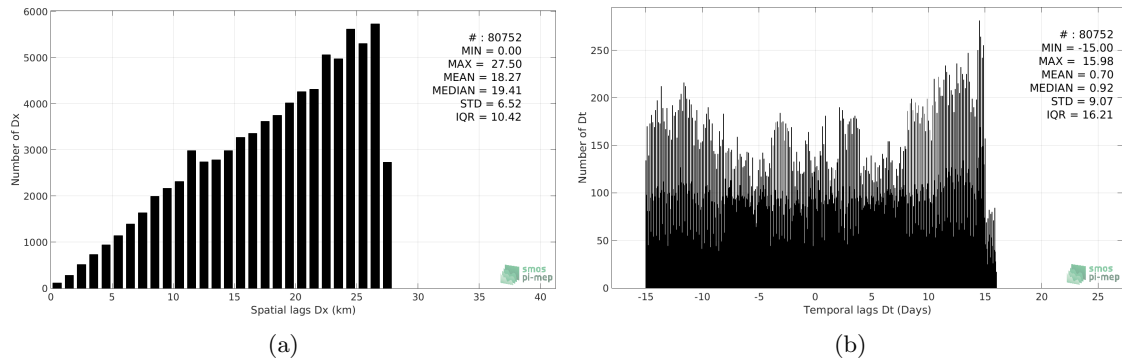 6000
5000
4000
3000
2000
1000
0
Number of Dx
# : 80752
MIN = 0.00
MAX = 27.50
MEAN = 18.27
MEDIAN = 19.41
STD = 6.52
IQR = 10.42
smos
pi-mep
0 5 10 15 20 25 30 35 40
Spatial lags Dx (km)
(a)
250
200
150
100
50
0
Number of Dt
# : 80752
MIN = -15.00
MAX = 15.98
MEAN = 0.70
MEDIAN = 0.92
STD = 9.07
IQR = 16.21
smos
pi-mep
-15 -10 -5 0 5 10 15 20 25
Temporal lags Dt (Days)
(b)